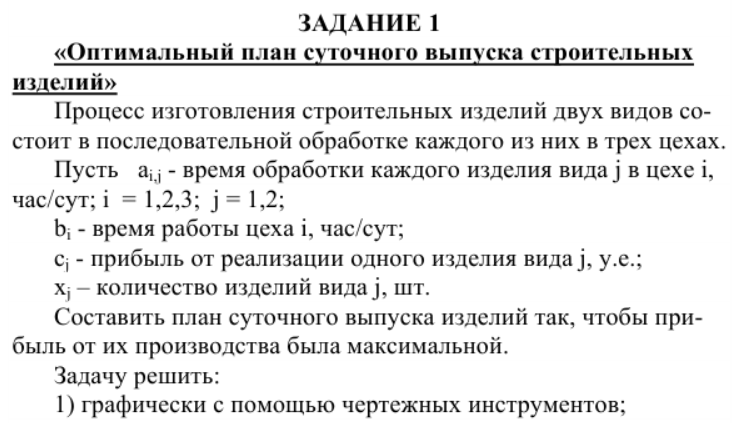 ЗАДАНИЕ 1
«Оптимальный план суточного выпуска строительных
изделий»
Процесс изготовления строительных изделий двух видов со-
стоит в последовательной обработке каждого из них в трех цехах.
Пусть a_{i,j} - время обработки каждого изделия вида j в цехе i,
час/сут; i = 1,2,3; j = 1,2;
b_i - время работы цеха i, час/сут;
c_j - прибыль от реализации одного изделия вида j, у.е.;
x_j – количество изделий вида j, шт.
Составить план суточного выпуска изделий так, чтобы при-
быль от их производства была максимальной.
Задачу решить:
1) графически с помощью чертежных инструментов;